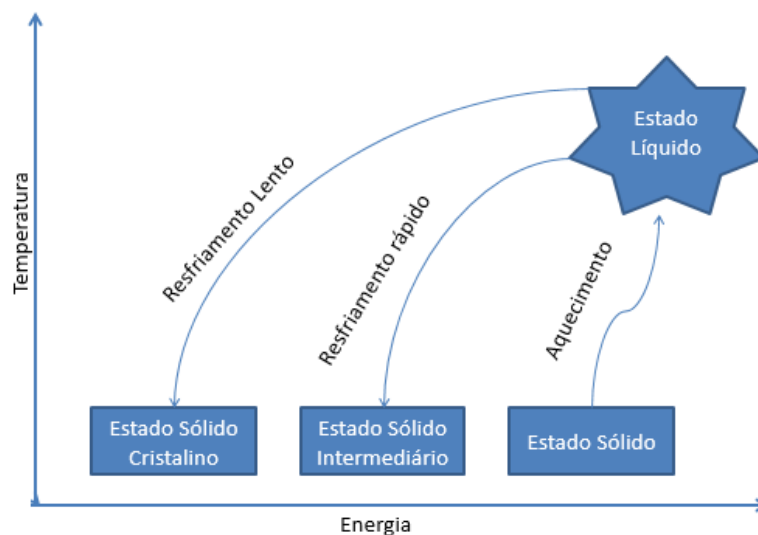 Estado
Líquido
Temperatura
Resfriamento Lento
Resfriamento rápido
Aquecimento
Estado Sólido
Cristalino
Estado Sólido
Intermediário
Estado Sólido
Energia